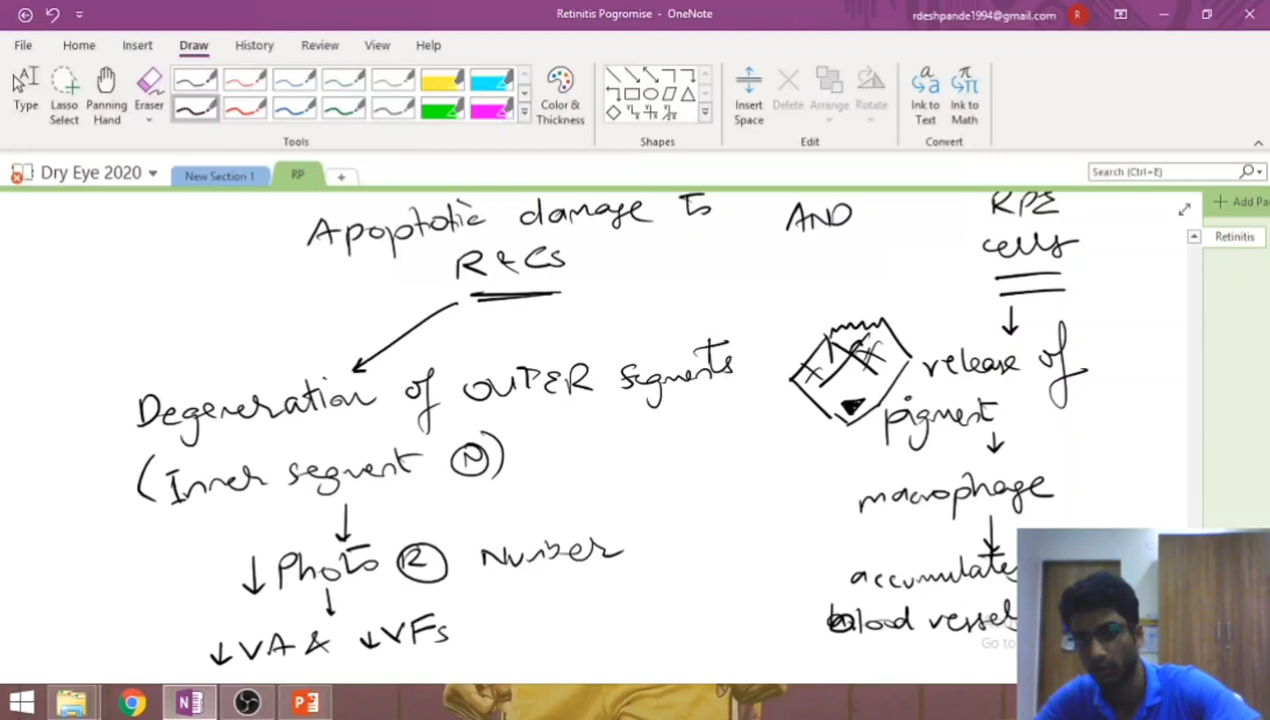 Retinitis Pogromise - OneNote
rdeshpande1994@gmail.com
R
File Home Insert Draw History Review View Help
Type
Lasso Select
Panning Hand
Eraser
Color & Thickness
Insert Space
Delete
Arrange
Rotate
Ink to Text
Ink to Math
Tools
Shapes
Edit
Convert
Dry Eye 2020
New Section 1
RP
Search (Ctrl+E)
Add Pa
Retinitis
Apoptotic damage to
R & Cs
AND
RPE
cells
Degeneration of OUTER segments
(Inner segment N)
↓ Photo R Number
↓VA & ↓VFs
release of
pigment
macrophage
accumulate
blood vessel
Go to